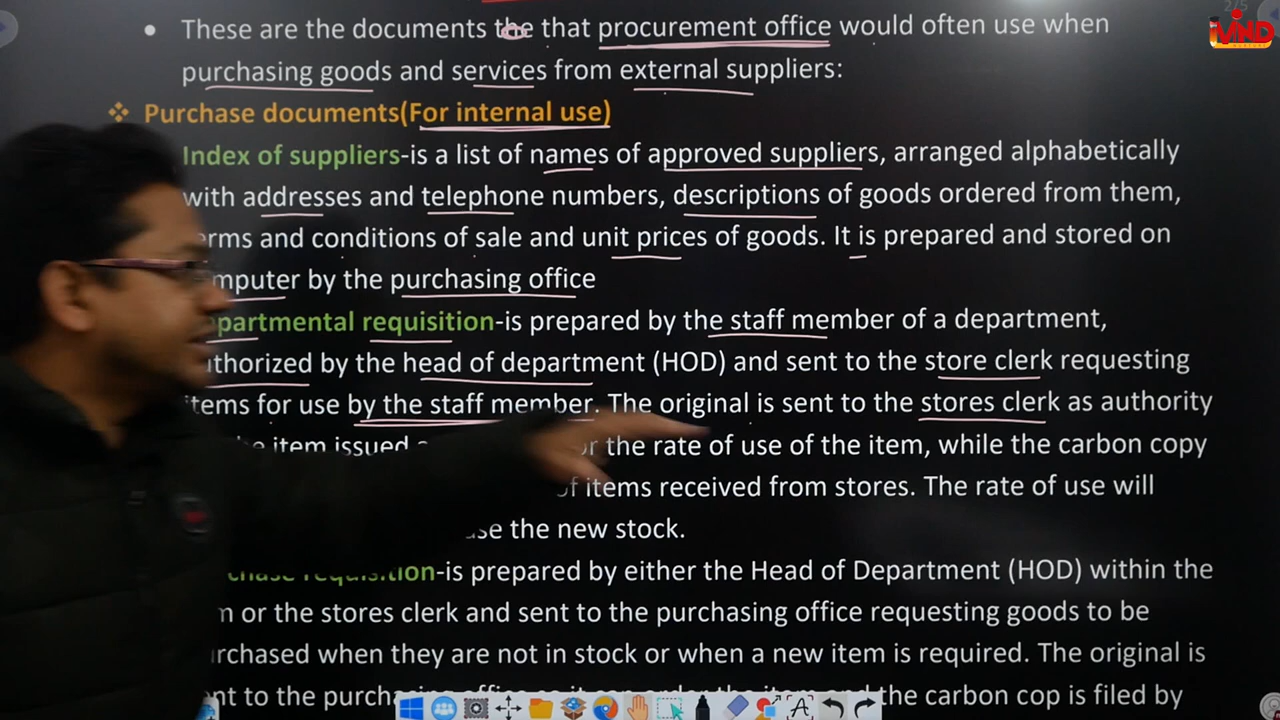 2/5
MIND
These are the documents the that procurement office would often use when
purchasing goods and services from external suppliers:
Purchase documents(For internal use)
Index of suppliers-is a list of names of approved suppliers, arranged alphabetically
with addresses and telephone numbers, descriptions of goods ordered from them,
erms and conditions of sale and unit prices of goods. It is prepared and stored on
mputer by the purchasing office
partmental requisition-is prepared by the staff member of a department,
thorized by the head of department (HOD) and sent to the store clerk requesting
items for use by the staff member. The original is sent to the stores clerk as authority
item issued or the rate of use of the item, while the carbon copy
of items received from stores. The rate of use will
se the new stock.
chase requisition-is prepared by either the Head of Department (HOD) within the
m or the stores clerk and sent to the purchasing office requesting goods to be
rchased when they are not in stock or when a new item is required. The original is
nt to the purcha the carbon cop is filed by